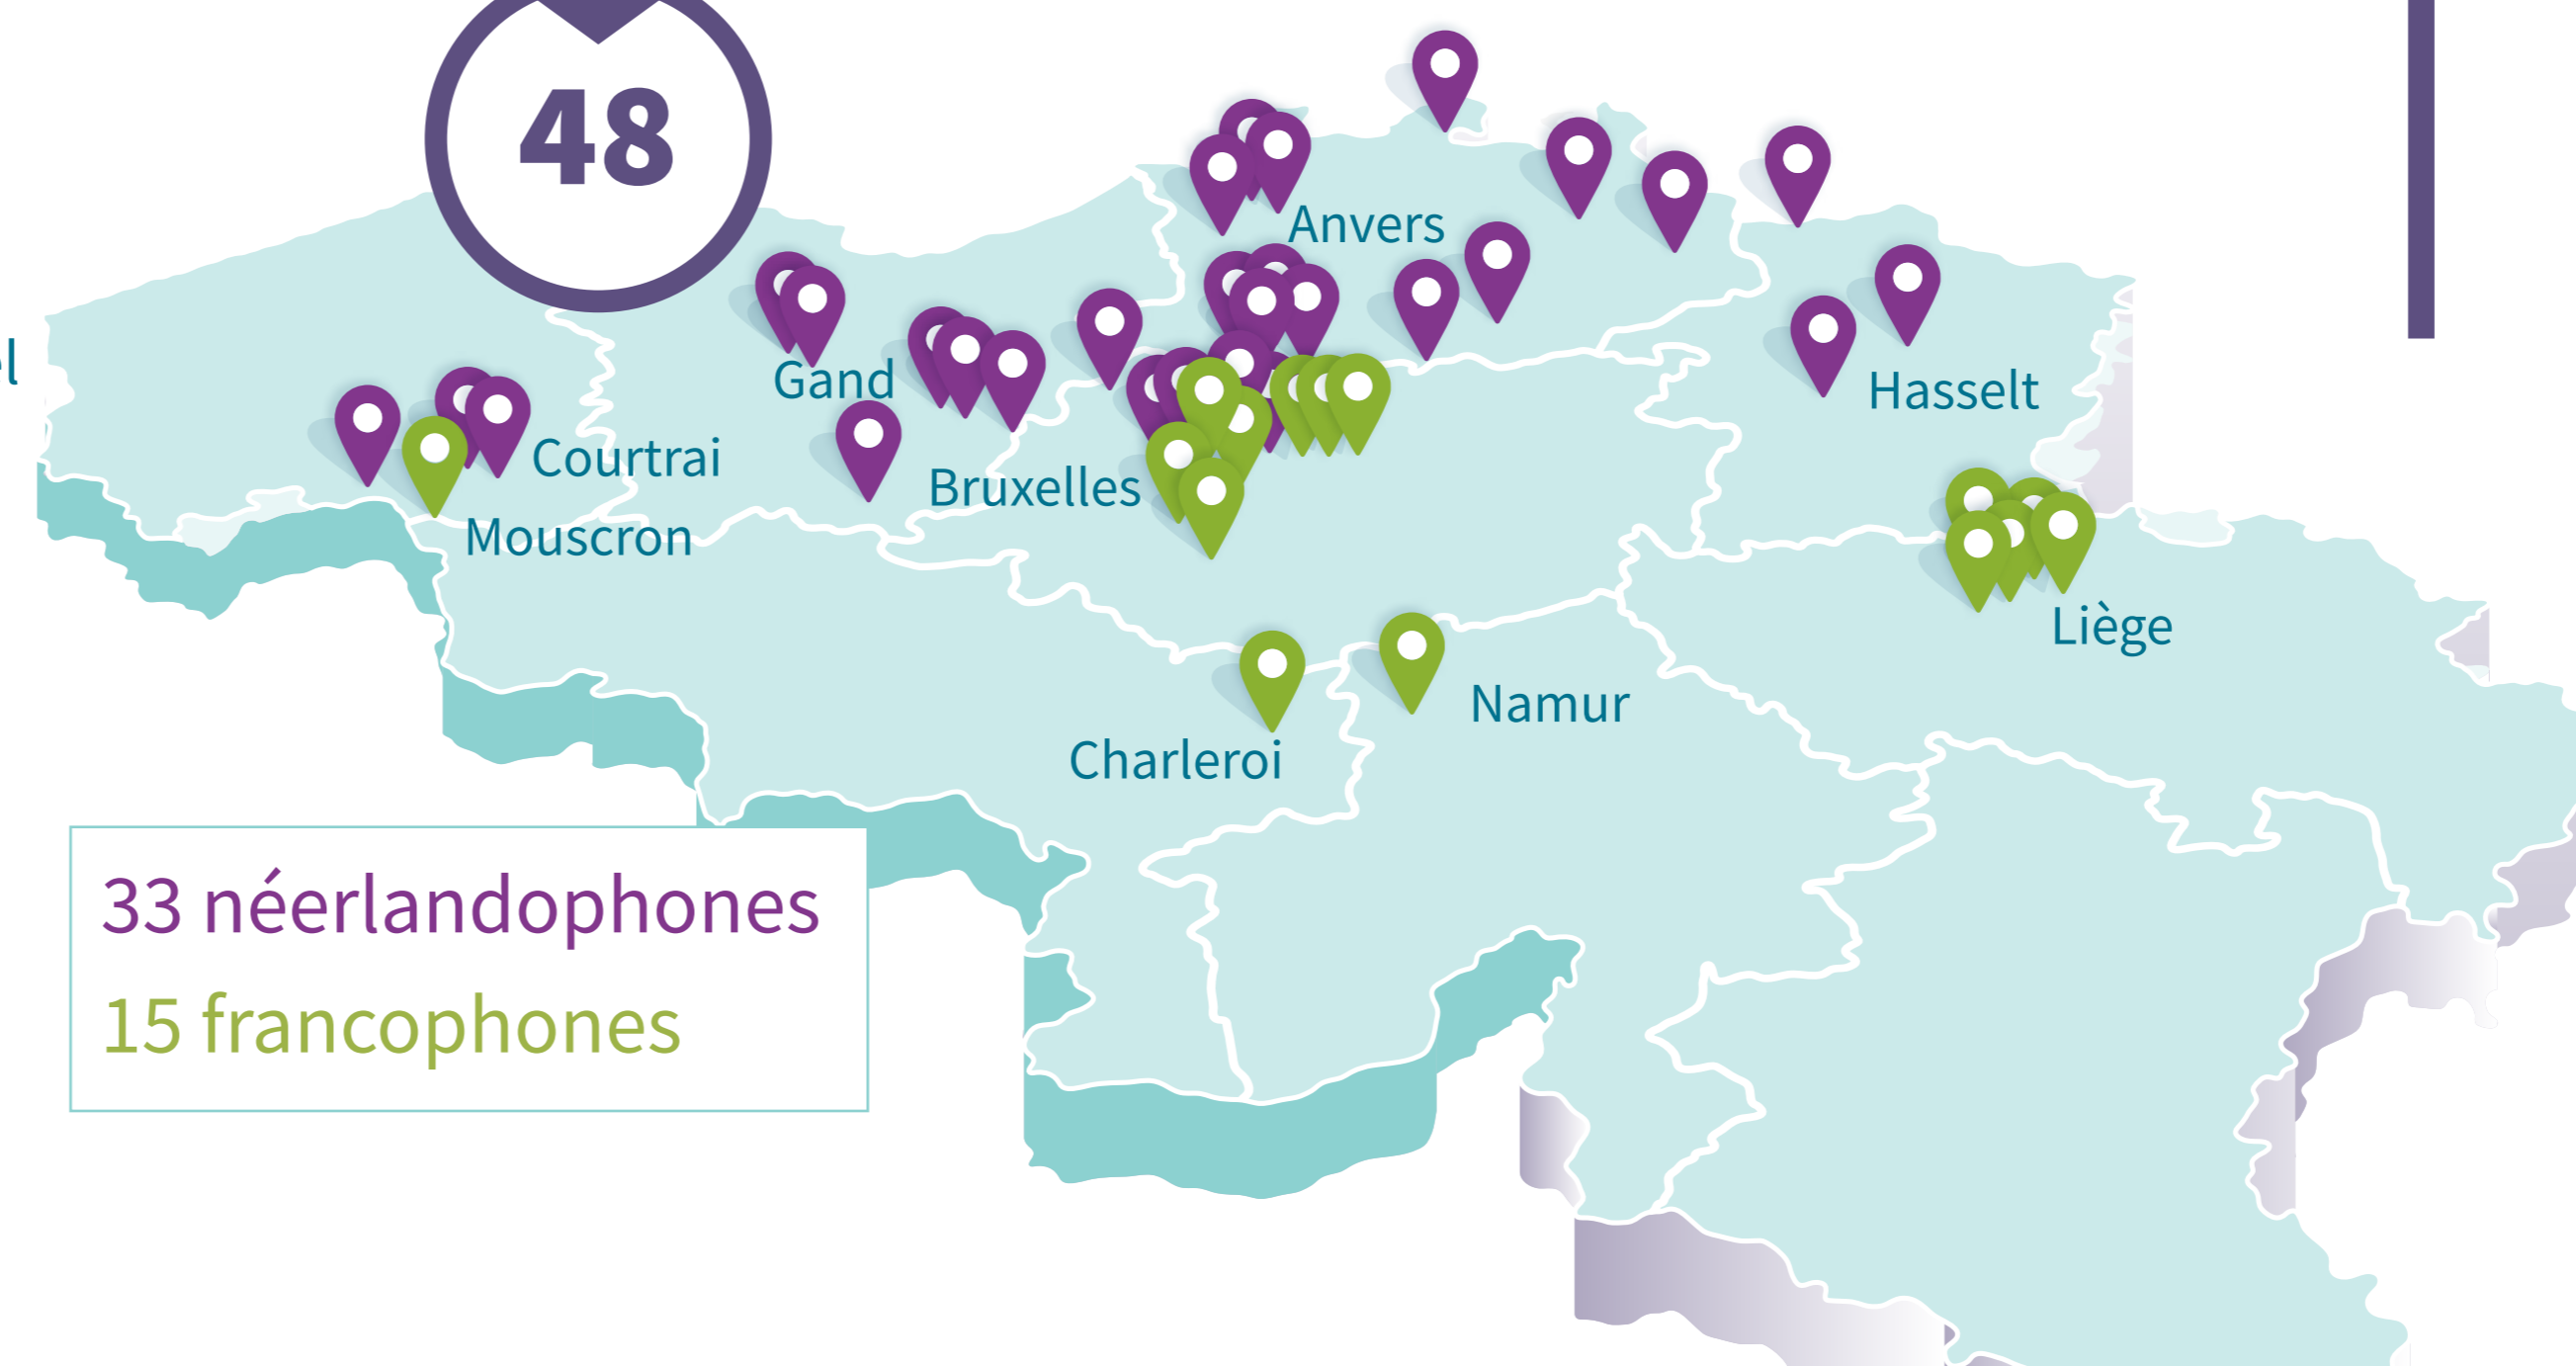 48
Anvers
Gand
Hasselt
Courtrai
Bruxelles
Mouscron
Liège
Namur
Charleroi
33 néerlandophones
15 francophones